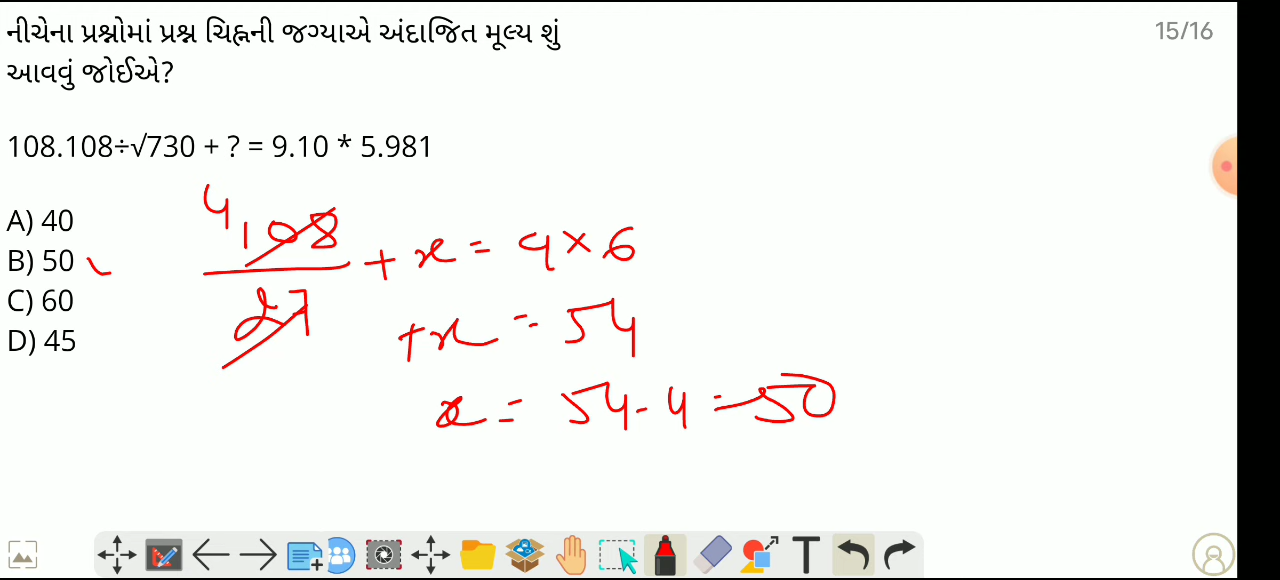 નીચેના પ્રશ્નોમાં પ્રશ્ન ચિહ્નની જગ્યાએ અંદાજિત મૂલ્ય શું
આવવું જોઈએ?
15/16
108.108÷√730 + ? = 9.10 * 5.981
A) 40
B) 50
C) 60
D) 45
4
108
27
+ x = 9 × 6
+x = 54
x = 54 - 4 = 50
T